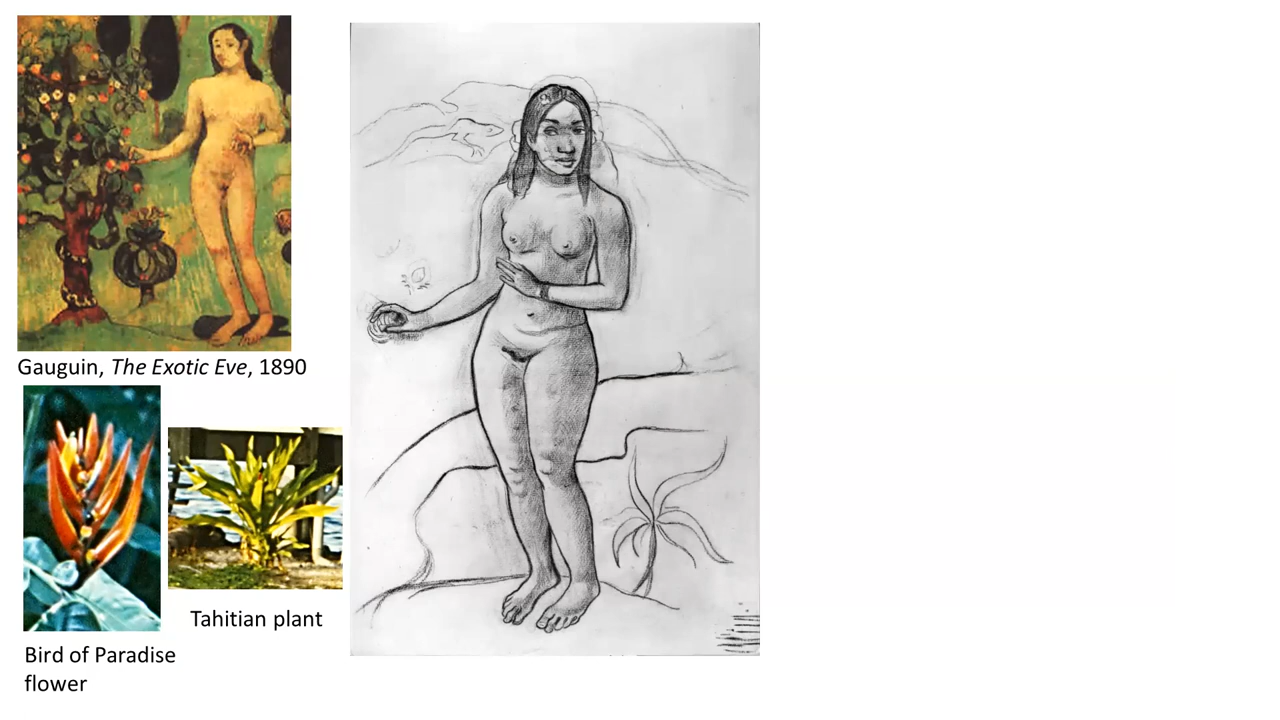 Gauguin, The Exotic Eve, 1890
Tahitian plant
Bird of Paradise
flower